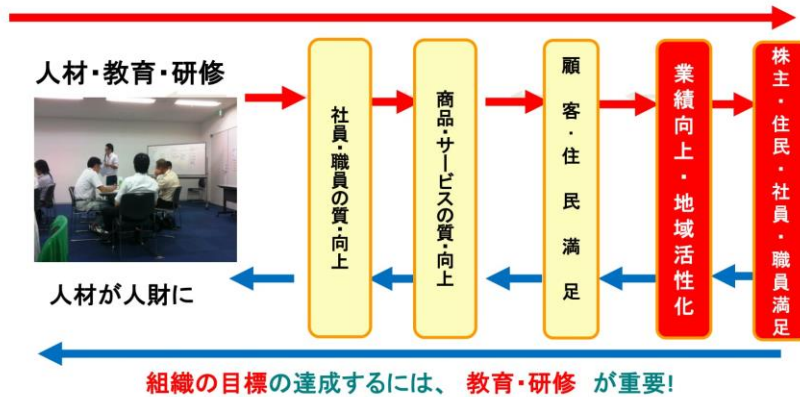 人材・教育・研修
人材が人財に
社員・職員の質・向上
商品・サービスの質・向上
顧客・住民満足
業績向上・地域活性化
株主・住民・社員・職員満足
組織の目標の達成するには、 教育・研修 が重要!